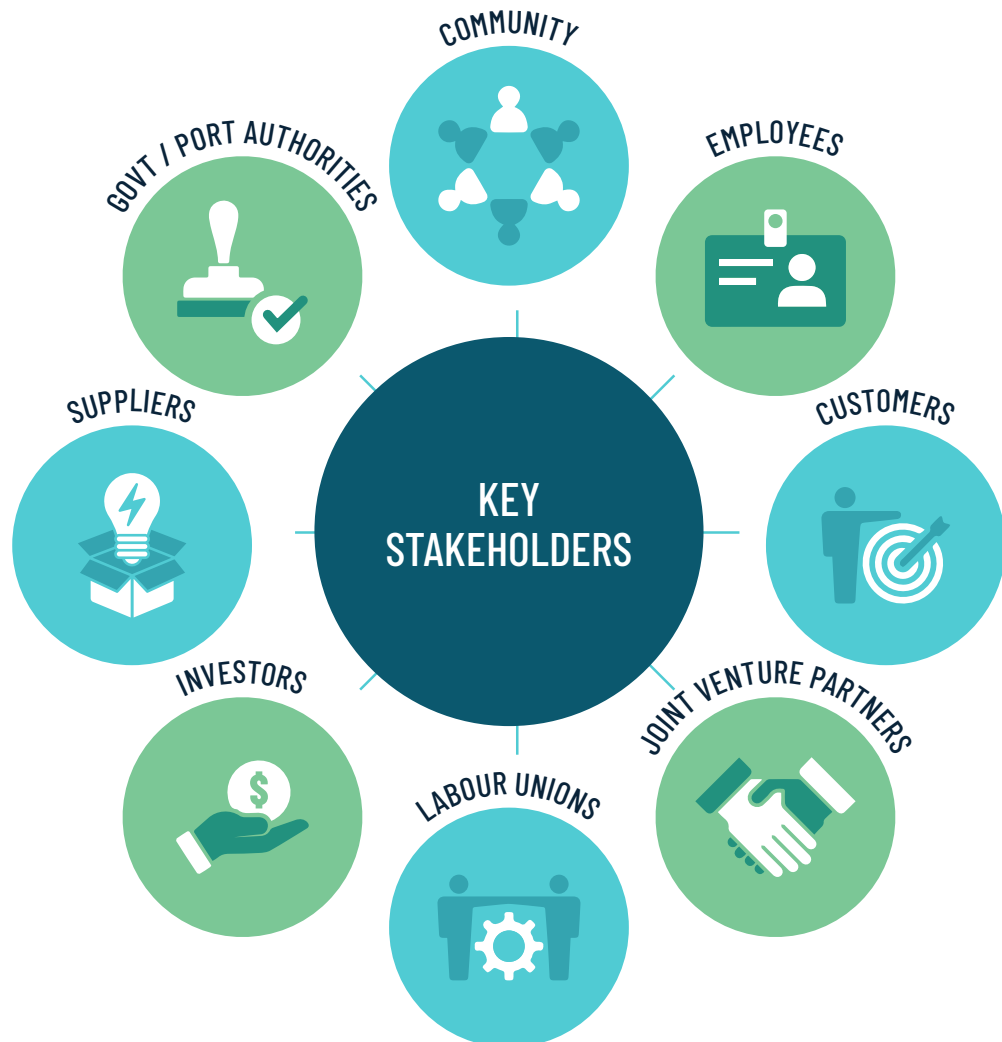 COMMUNITY
EMPLOYEES
CUSTOMERS
JOINT VENTURE PARTNERS
LABOUR UNIONS
INVESTORS
SUPPLIERS
GOVT / PORT AUTHORITIES
KEY
STAKEHOLDERS
$